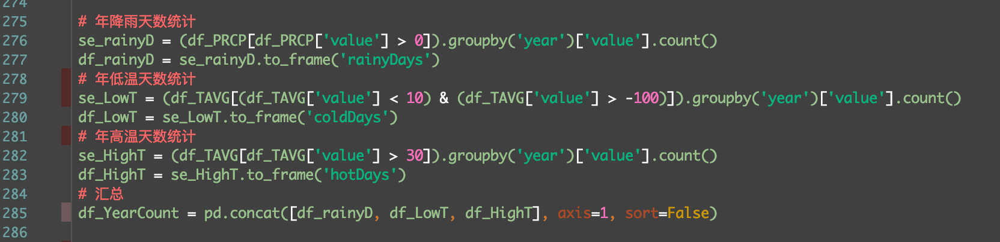 274
275 # 年降雨天数统计
276 se_rainyD = (df_PRCP[df_PRCP['value'] > 0]).groupby('year')['value'].count()
277 df_rainyD = se_rainyD.to_frame('rainyDays')
278 # 年低温天数统计
279 se_LowT = (df_TAVG[(df_TAVG['value'] < 10) & (df_TAVG['value'] > -100)]).groupby('year')['value'].count()
280 df_LowT = se_LowT.to_frame('coldDays')
281 # 年高温天数统计
282 se_HighT = (df_TAVG[df_TAVG['value'] > 30]).groupby('year')['value'].count()
283 df_HighT = se_HighT.to_frame('hotDays')
284 # 汇总
285 df_YearCount = pd.concat([df_rainyD, df_LowT, df_HighT], axis=1, sort=False)
286